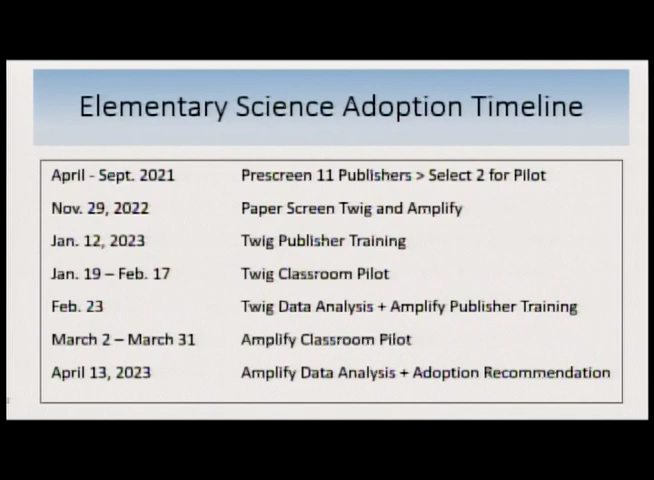 Elementary Science Adoption Timeline
April - Sept. 2021 Prescreen 11 Publishers > Select 2 for Pilot
Nov. 29, 2022 Paper Screen Twig and Amplify
Jan. 12, 2023 Twig Publisher Training
Jan. 19 – Feb. 17 Twig Classroom Pilot
Feb. 23 Twig Data Analysis + Amplify Publisher Training
March 2 – March 31 Amplify Classroom Pilot
April 13, 2023 Amplify Data Analysis + Adoption Recommendation